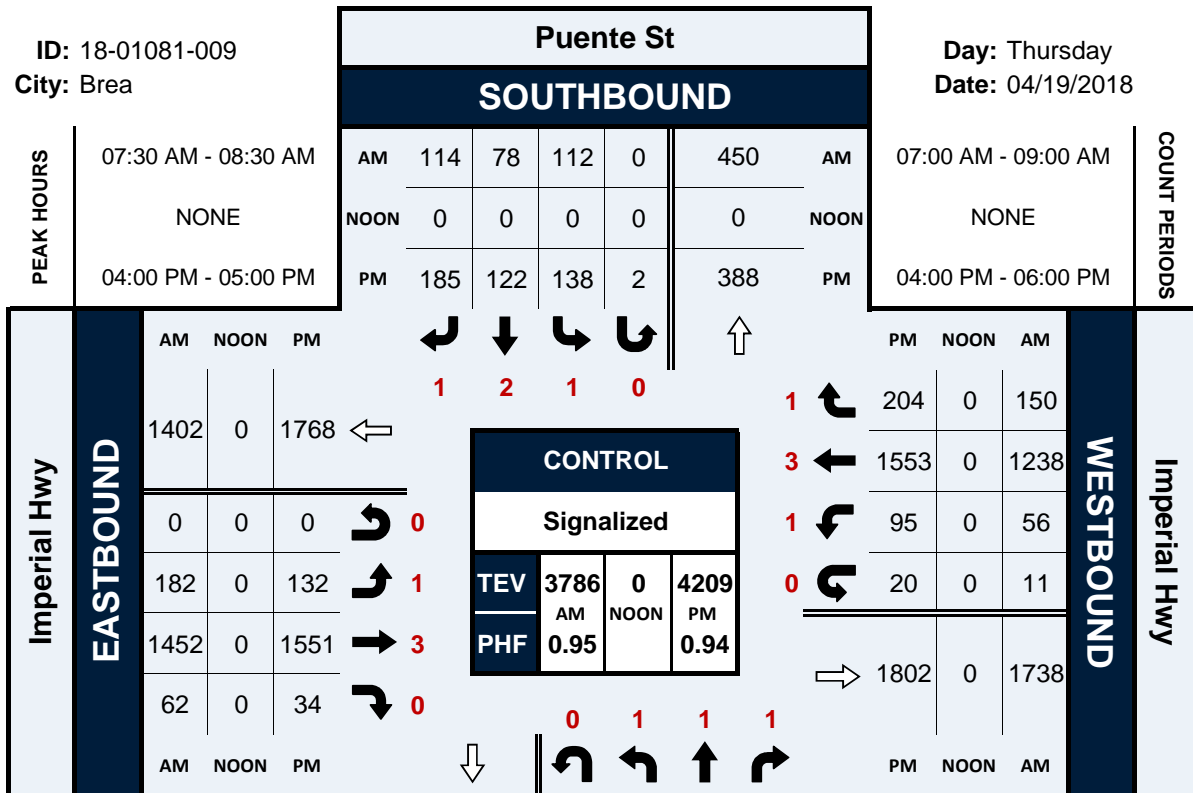 ID: 18-01081-009
City: Brea
Puente St
SOUTHBOUND
Day: Thursday
Date: 04/19/2018
PEAK HOURS
07:30 AM - 08:30 AM
NONE
04:00 PM - 05:00 PM
AM 114 78 112 0 450 AM
NOON 0 0 0 0 0 NOON
PM 185 122 138 2 388 PM
07:00 AM - 09:00 AM
NONE
04:00 PM - 06:00 PM
COUNT PERIODS
1 2 1 0
Imperial Hwy
EASTBOUND
AM NOON PM
1402 0 1768
0 0 0 0
182 0 132 1
1452 0 1551 3
62 0 34 0
AM NOON PM
CONTROL
Signalized
TEV 3786 0 4209
AM NOON PM
PHF 0.95 0.94
PM NOON AM
1 204 0 150
3 1553 0 1238
1 95 0 56
0 20 0 11
1802 0 1738
PM NOON AM
WESTBOUND
Imperial Hwy
0 1 1 1